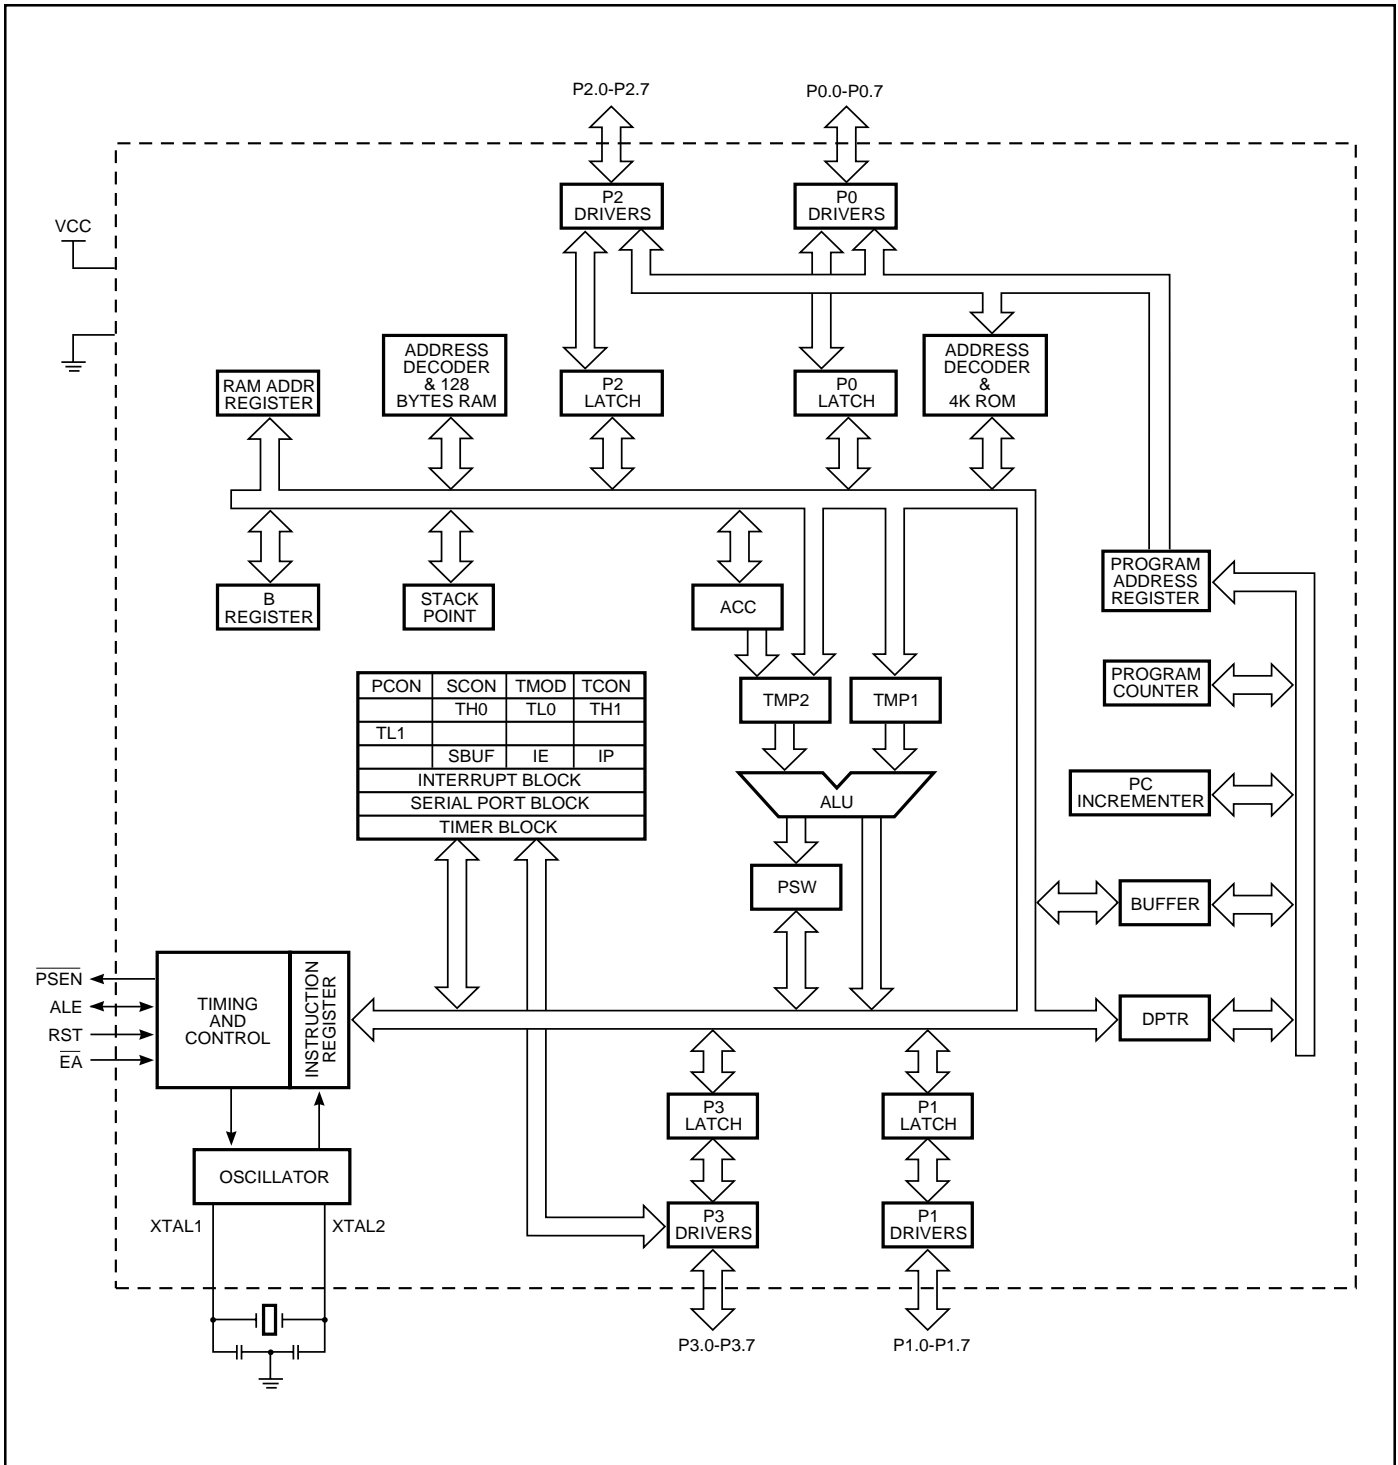 P2.0-P2.7
P0.0-P0.7
P2
DRIVERS
P0
DRIVERS
VCC
RAM ADDR
REGISTER
ADDRESS
DECODER
& 128
BYTES RAM
P2
LATCH
P0
LATCH
ADDRESS
DECODER
&
4K ROM
B
REGISTER
STACK
POINT
ACC
PROGRAM
ADDRESS
REGISTER
PCON SCON TMOD TCON
TH0 TL0 TH1
TL1
SBUF IE IP
INTERRUPT BLOCK
SERIAL PORT BLOCK
TIMER BLOCK
TMP2
TMP1
PROGRAM
COUNTER
ALU
PC
INCREMENTER
PSW
BUFFER
PSEN
ALE
RST
EA
TIMING
AND
CONTROL
INSTRUCTION
REGISTER
DPTR
P3
LATCH
P1
LATCH
OSCILLATOR
XTAL1
XTAL2
P3
DRIVERS
P1
DRIVERS
P3.0-P3.7
P1.0-P1.7